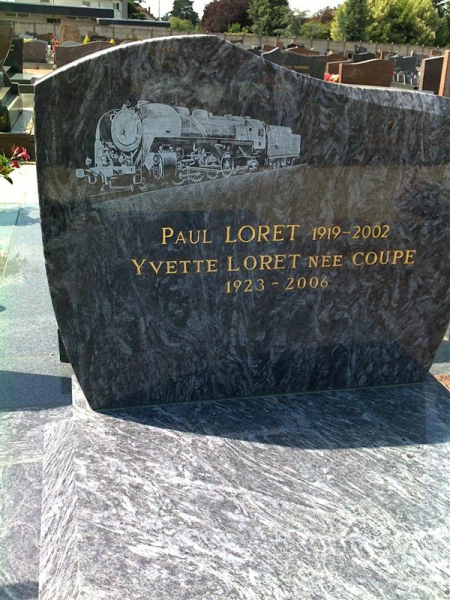 PAUL LORET 1919-2002
YVETTE LORET NÉE COUPE
1923 - 2006